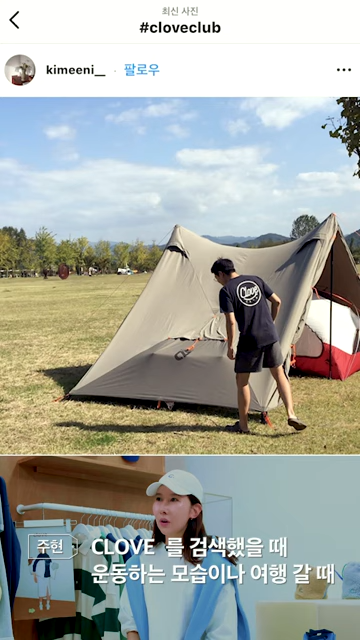 최신 사진
#cloveclub
kimeeni__ · 팔로우
Clove
주현
CLOVE 를 검색했을 때
운동하는 모습이나 여행 갈 때